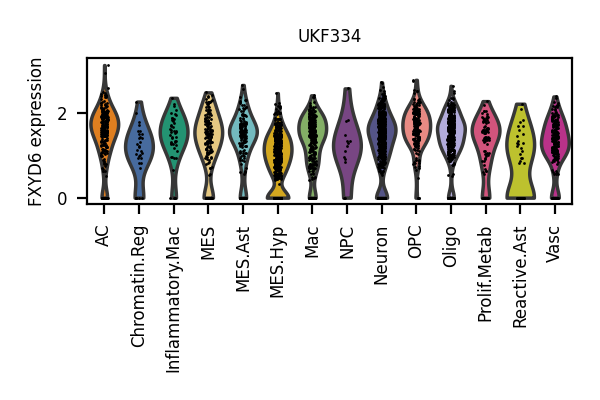 UKF334
FXYD6 expression
2
0
AC
Chromatin.Reg
Inflammatory.Mac
MES
MES.Ast
MES.Hyp
Mac
NPC
Neuron
OPC
Oligo
Prolif.Metab
Reactive.Ast
Vasc